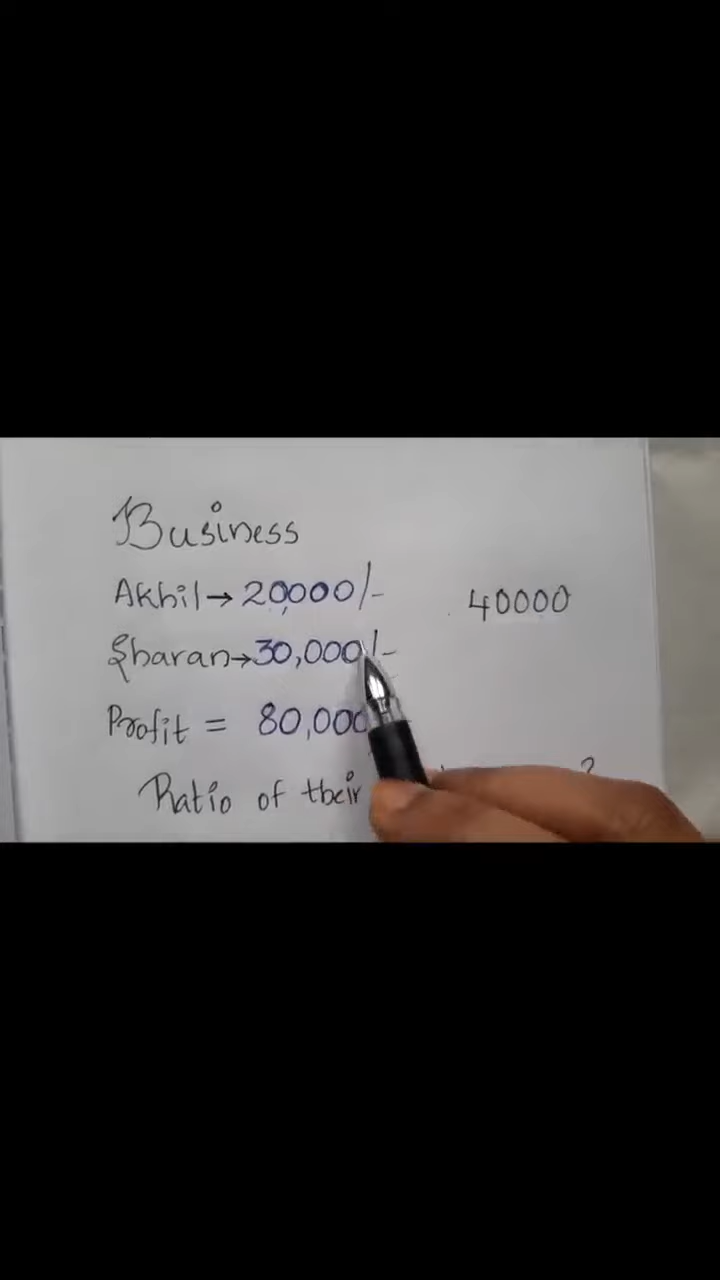 Business
Akhil → 20,000/- 40000
Sharan → 30,000/-
Profit = 80,000
Ratio of their ?